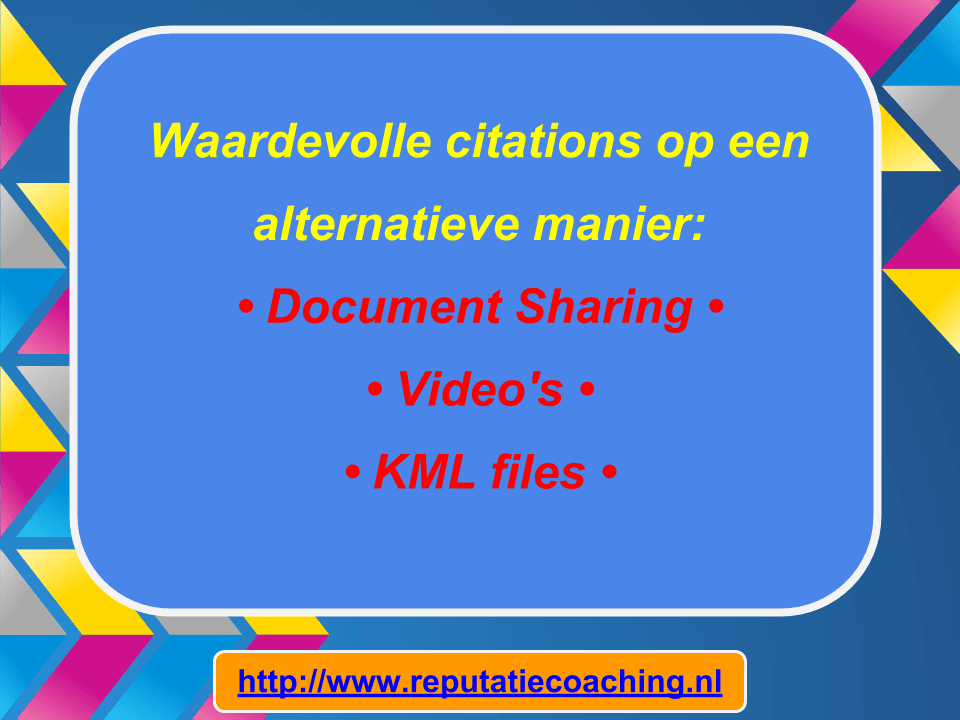 Waardevolle citations op een
alternatieve manier:
• Document Sharing •
• Video's •
• KML files •
http://www.reputatiecoaching.nl